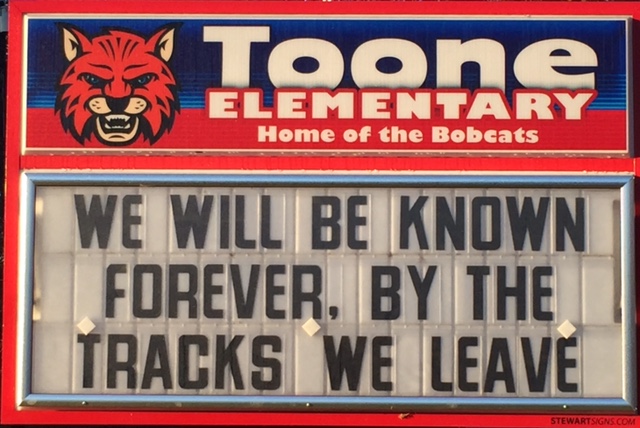 Toone
ELEMENTARY
Home of the Bobcats
WE WILL BE KNOWN
FOREVER, BY THE
TRACKS WE LEAVE
STEWARTSIGNS.COM